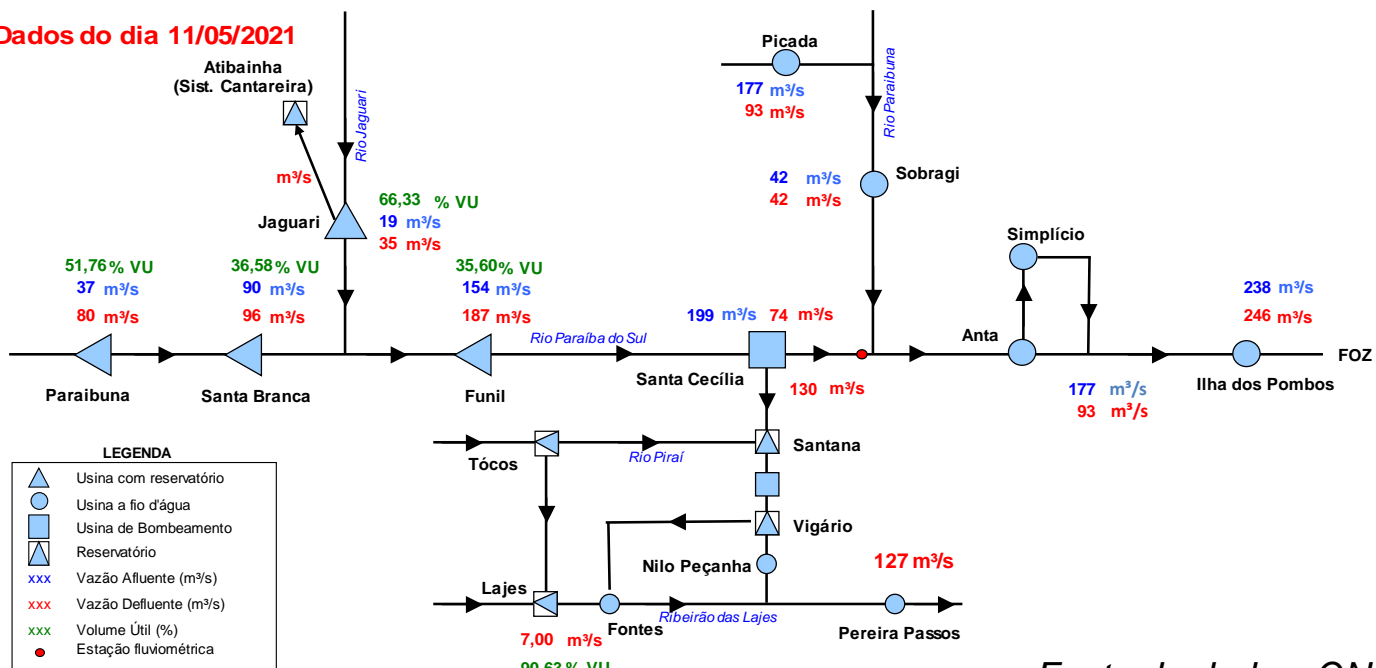 Dados do dia 11/05/2021
Atibainha
(Sist. Cantareira)
Rio Jaguari
m³/s
Jaguari
66,33 % VU
19 m³/s
35 m³/s
Picada
177 m³/s
93 m³/s
Rio Paraibuna
42 m³/s
42 m³/s
Sobragi
Simplício
51,76 % VU
37 m³/s
80 m³/s
Paraibuna
36,58 % VU
90 m³/s
96 m³/s
Santa Branca
35,60 % VU
154 m³/s
187 m³/s
Funil
Rio Paraíba do Sul
199 m³/s 74 m³/s
Santa Cecília
130 m³/s
Anta
177 m³/s
93 m³/s
238 m³/s
246 m³/s
Ilha dos Pombos
FOZ
Tócos
Rio Piraí
Santana
Vigário
Nilo Peçanha
127 m³/s
Lajes
Fontes
Ribeirão das Lajes
Pereira Passos
7,00 m³/s
90,63 % VU
LEGENDA
Usina com reservatório
Usina a fio d'água
Usina de Bombeamento
Reservatório
xxx Vazão Afluente (m³/s)
xxx Vazão Defluente (m³/s)
xxx Volume Útil (%)
Estação fluviométrica